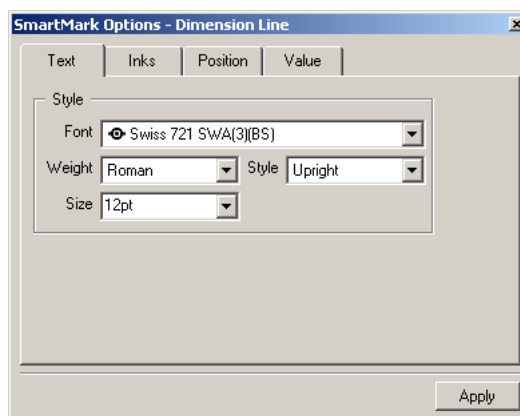 SmartMark Options - Dimension Line
Text Inks Position Value
Style
Font Swiss 721 SWA(3)(BS)
Weight Roman Style Upright
Size 12pt
Apply